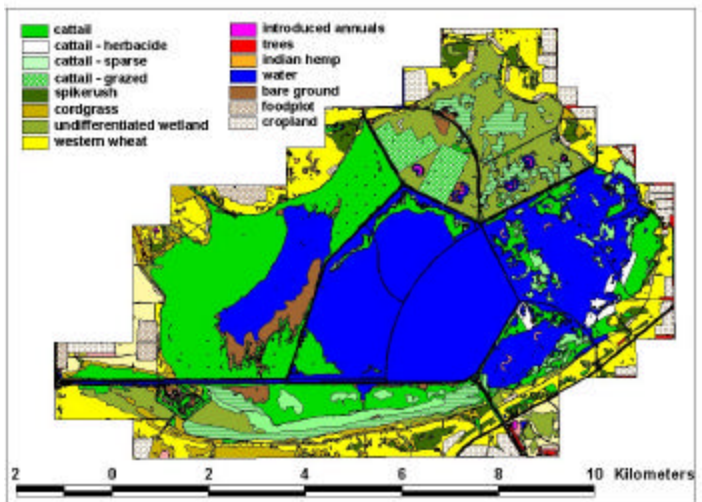 cattail
cattail - herbacide
cattail - sparse
cattail - grazed
spikerush
cordgrass
undifferentiated wetland
western wheat
introduced annuals
trees
indian hemp
water
bare ground
foodplot
cropland
2 0 2 4 6 8 10 Kilometers